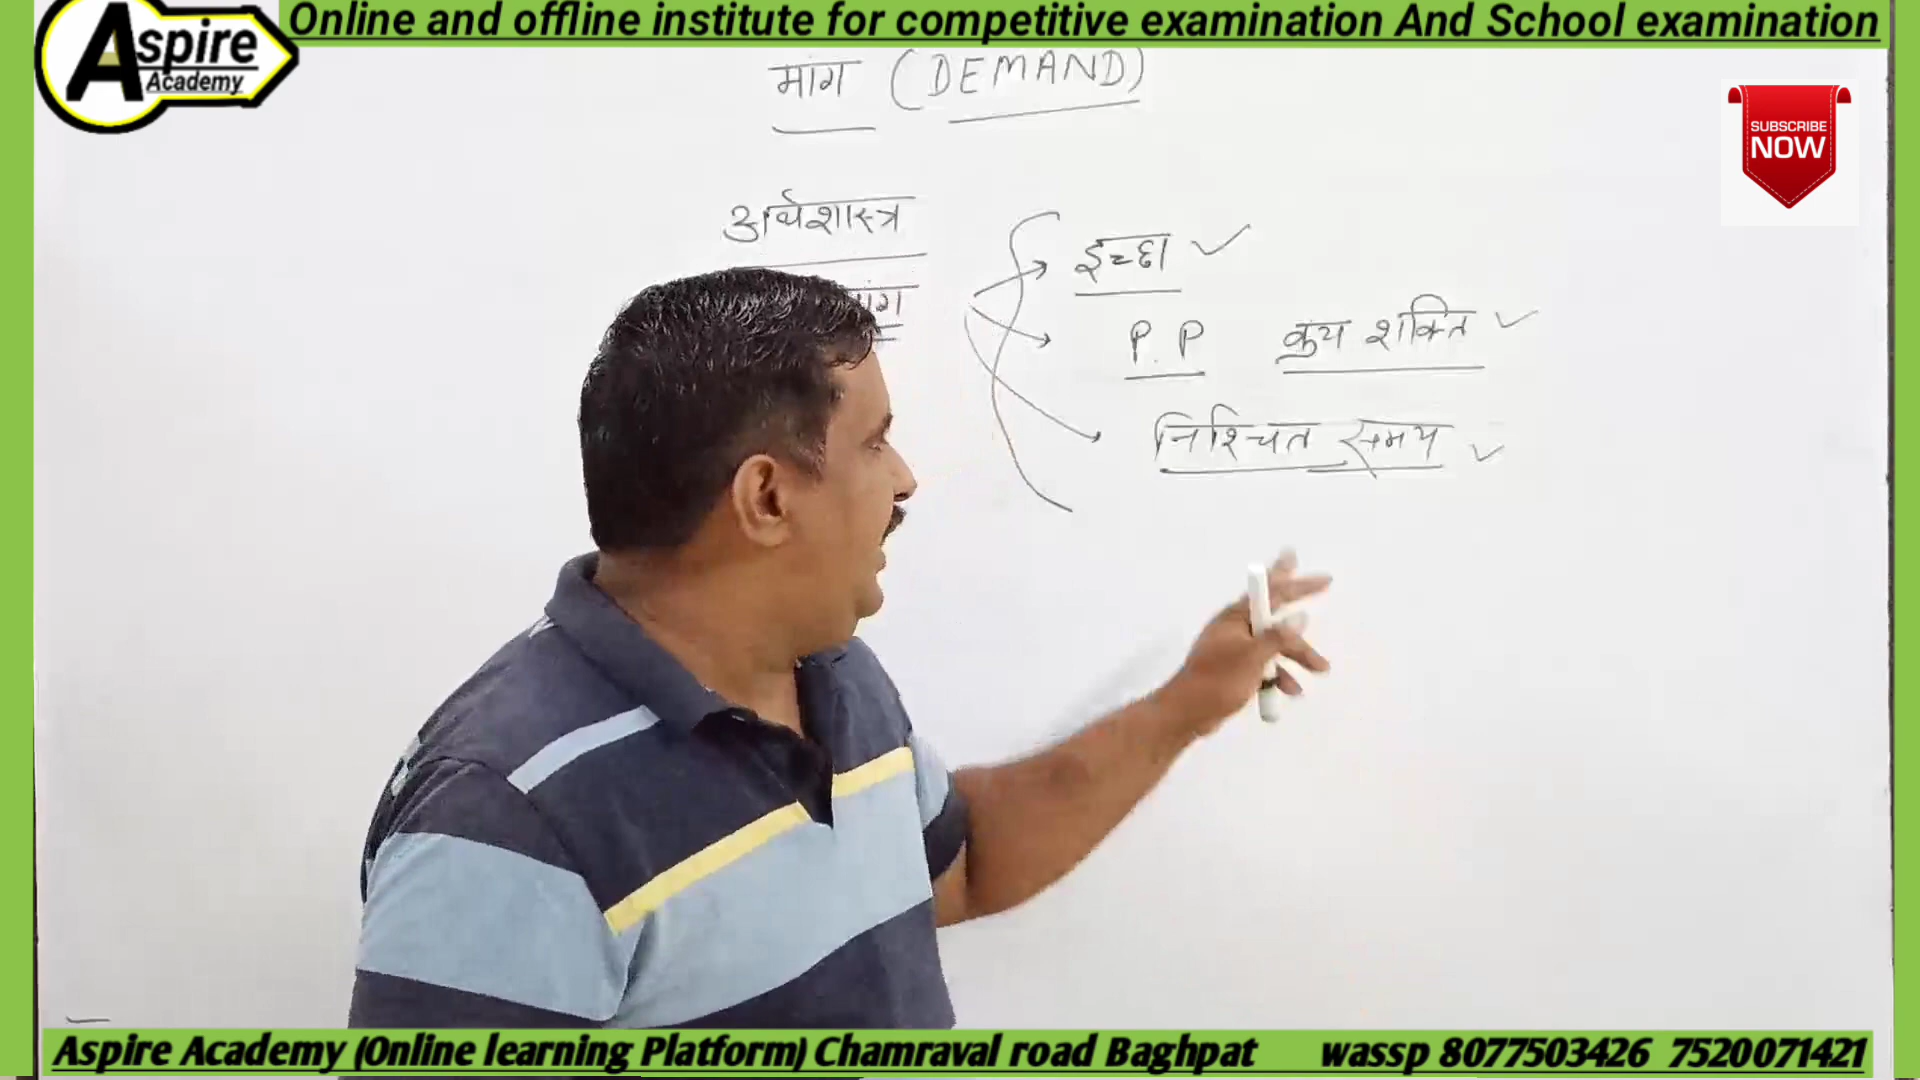 Online and offline institute for competitive examination And School examination
Aspire
Academy
मांग (DEMAND)
SUBSCRIBE
NOW
अर्थशास्त्र
मांग
इच्छा
P.P क्रय शक्ति
निश्चित समय
Aspire Academy (Online learning Platform) Chamraval road Baghpat wassp 8077503426 7520071421